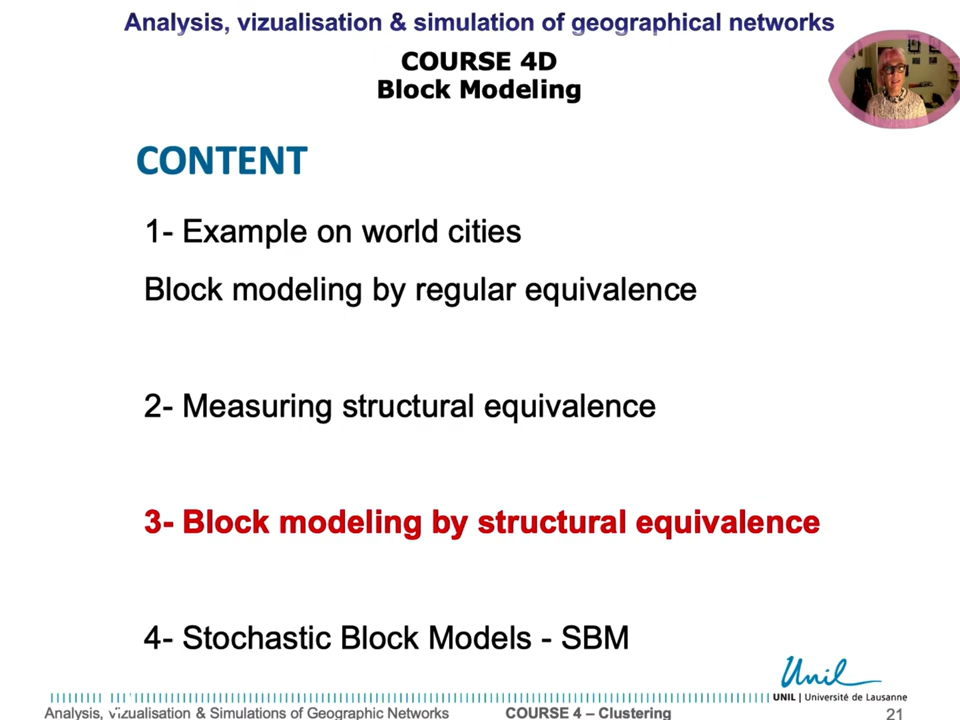 Analysis, vizualisation & simulation of geographical networks
COURSE 4D
Block Modeling
CONTENT
1- Example on world cities
Block modeling by regular equivalence
2- Measuring structural equivalence
3- Block modeling by structural equivalence
4- Stochastic Block Models - SBM
Unil
UNIL | Université de Lausanne
Analysis, vizualisation & Simulations of Geographic Networks
COURSE 4 – Clustering
21